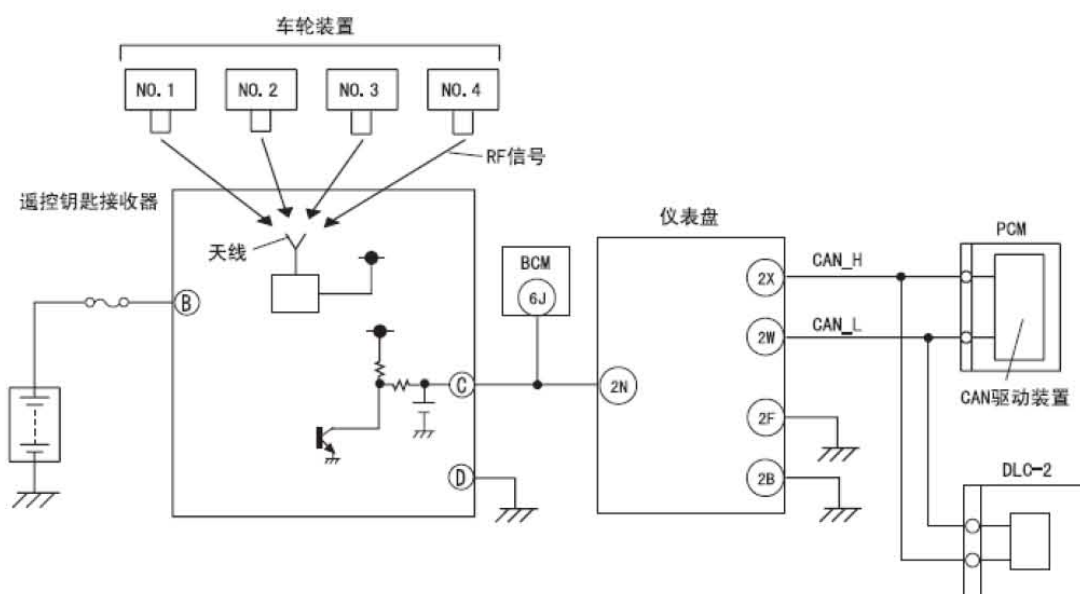 车轮装置
NO.1
NO.2
NO.3
NO.4
RF信号
遥控钥匙接收器
天线
B
C
D
BCM
6J
仪表盘
2N
2X
2W
2F
2B
CAN_H
CAN_L
PCM
CAN驱动装置
DLC-2